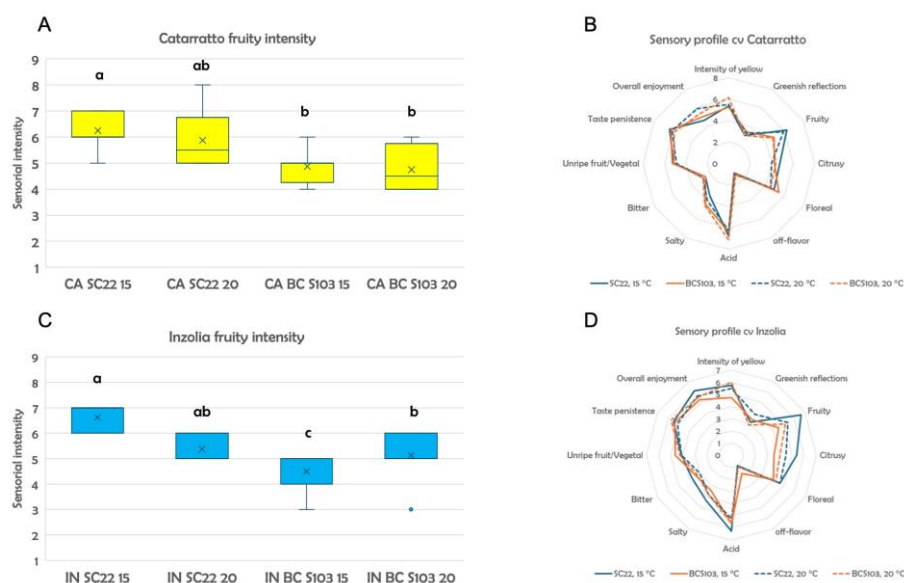 A
Catarratto fruity intensity
Sensorial intensity
9
8
7
6
5
4
3
2
1
a
ab
b
b
CA SC22 15
CA SC22 20
CA BC S103 15
CA BC S103 20
B
Sensory profile cv Catarratto
Intensity of yellow
Greenish reflections
Fruity
Citrusy
Floreal
off-flavor
Acid
Salty
Bitter
Unripe fruit/Vegetal
Taste penistence
Overall enjoyment
8
6
4
2
0
SC22, 15 °C
BCS103, 15 °C
SC22, 20 °C
BCS103, 20 °C
C
Inzolia fruity intensity
Sensorial instensity
9
8
7
6
5
4
3
2
1
a
ab
c
b
IN SC22 15
IN SC22 20
IN BC S103 15
IN BC S103 20
D
Sensory profile cv Inzolia
Intensity of yellow
Greenish reflections
Fruity
Citrusy
Floreal
off-flavor
Acid
Salty
Bitter
Unripe fruit/Vegetal
Taste penistence
Overall enjoyment
7
6
5
4
3
2
1
0
SC22, 15 °C
BCS103, 15 °C
SC22, 20 °C
BCS103, 20 °C